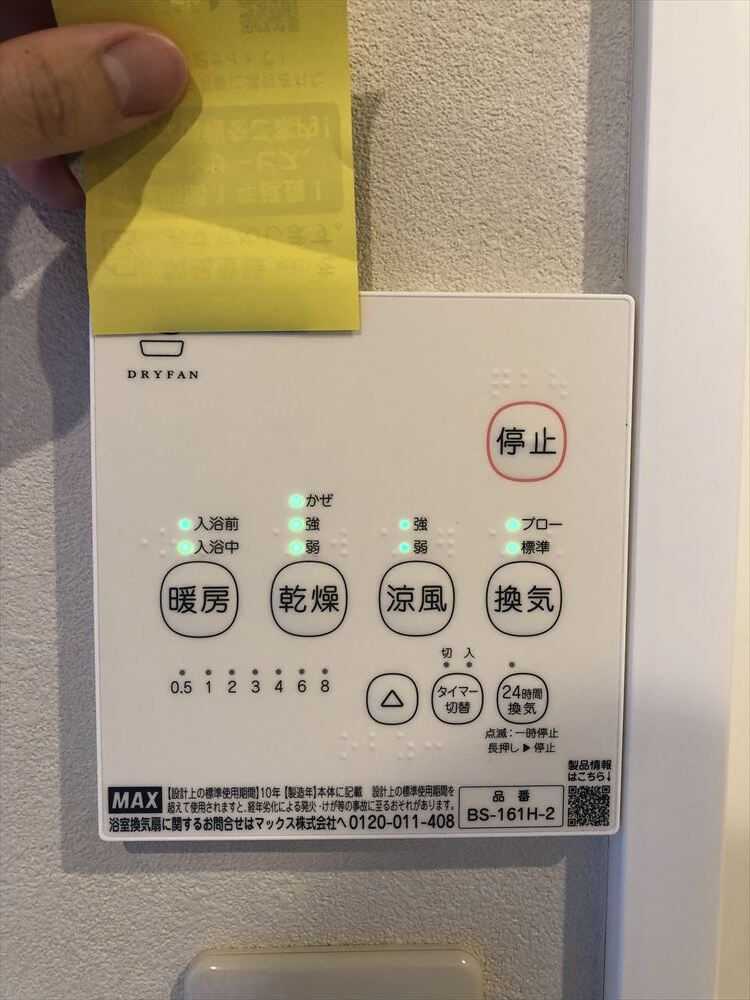 DRYFAN
停止
かぜ
入浴前 強 強 ブロー
入浴中 弱 弱 標準
暖房 乾燥 涼風 換気
切 入
0.5 1 2 3 4 6 8
△ タイマー切替 24時間換気
点滅:一時停止
長押し▶停止
製品情報
はこちら↓
MAX
【設計上の標準使用期間】10年 【製造年】本体に記載 設計上の標準使用期間を
超えて使用されますと、経年劣化による発火・けが等の事故に至るおそれがあります。
浴室換気扇に関するお問合せはマックス株式会社へ 0120-011-408
品番
BS-161H-2